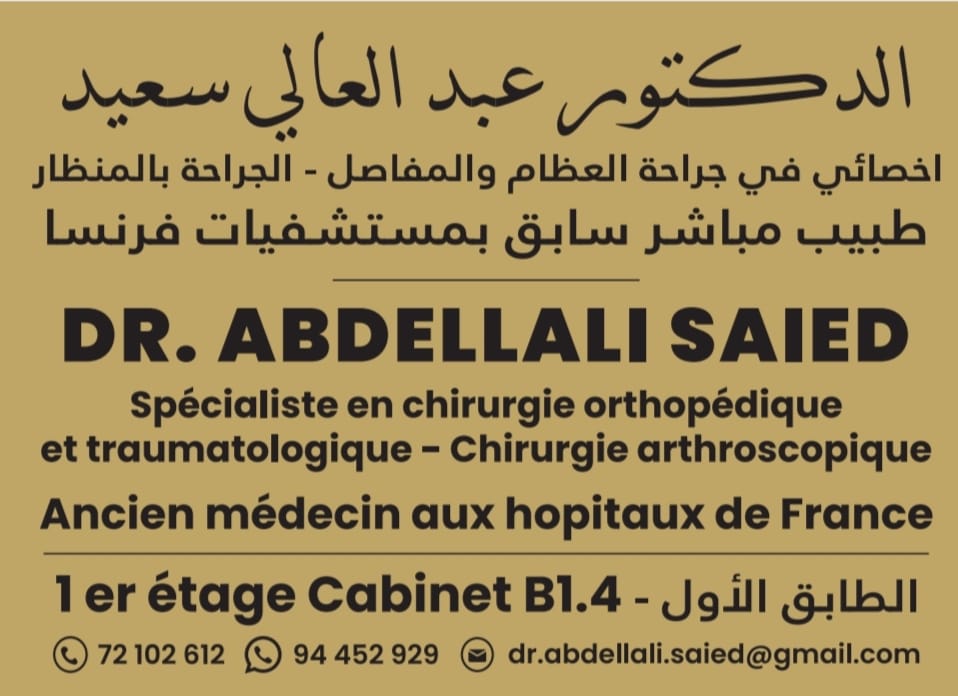 الدكتور عبد العالي سعيد
اخصائي في جراحة العظام والمفاصل - الجراحة بالمنظار
طبيب مباشر سابق بمستشفيات فرنسا
DR. ABDELLALI SAIED
Spécialiste en chirurgie orthopédique
et traumatologique - Chirurgie arthroscopique
Ancien médecin aux hopitaux de France
1 er étage Cabinet B1.4 - الطابق الأول
72 102 612 94 452 929 dr.abdellali.saied@gmail.com